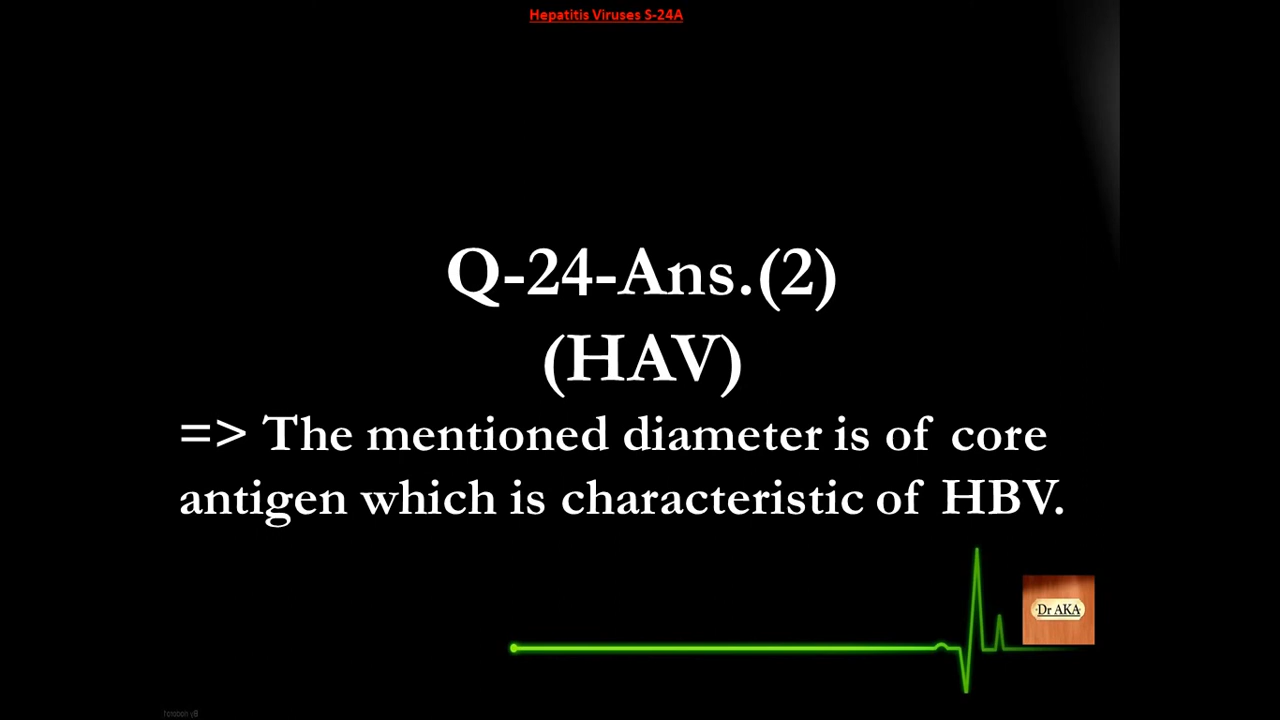 Hepatitis Viruses S-24A
Q-24-Ans.(2)
(HAV)
=> The mentioned diameter is of core
antigen which is characteristic of HBV.
Dr AKA